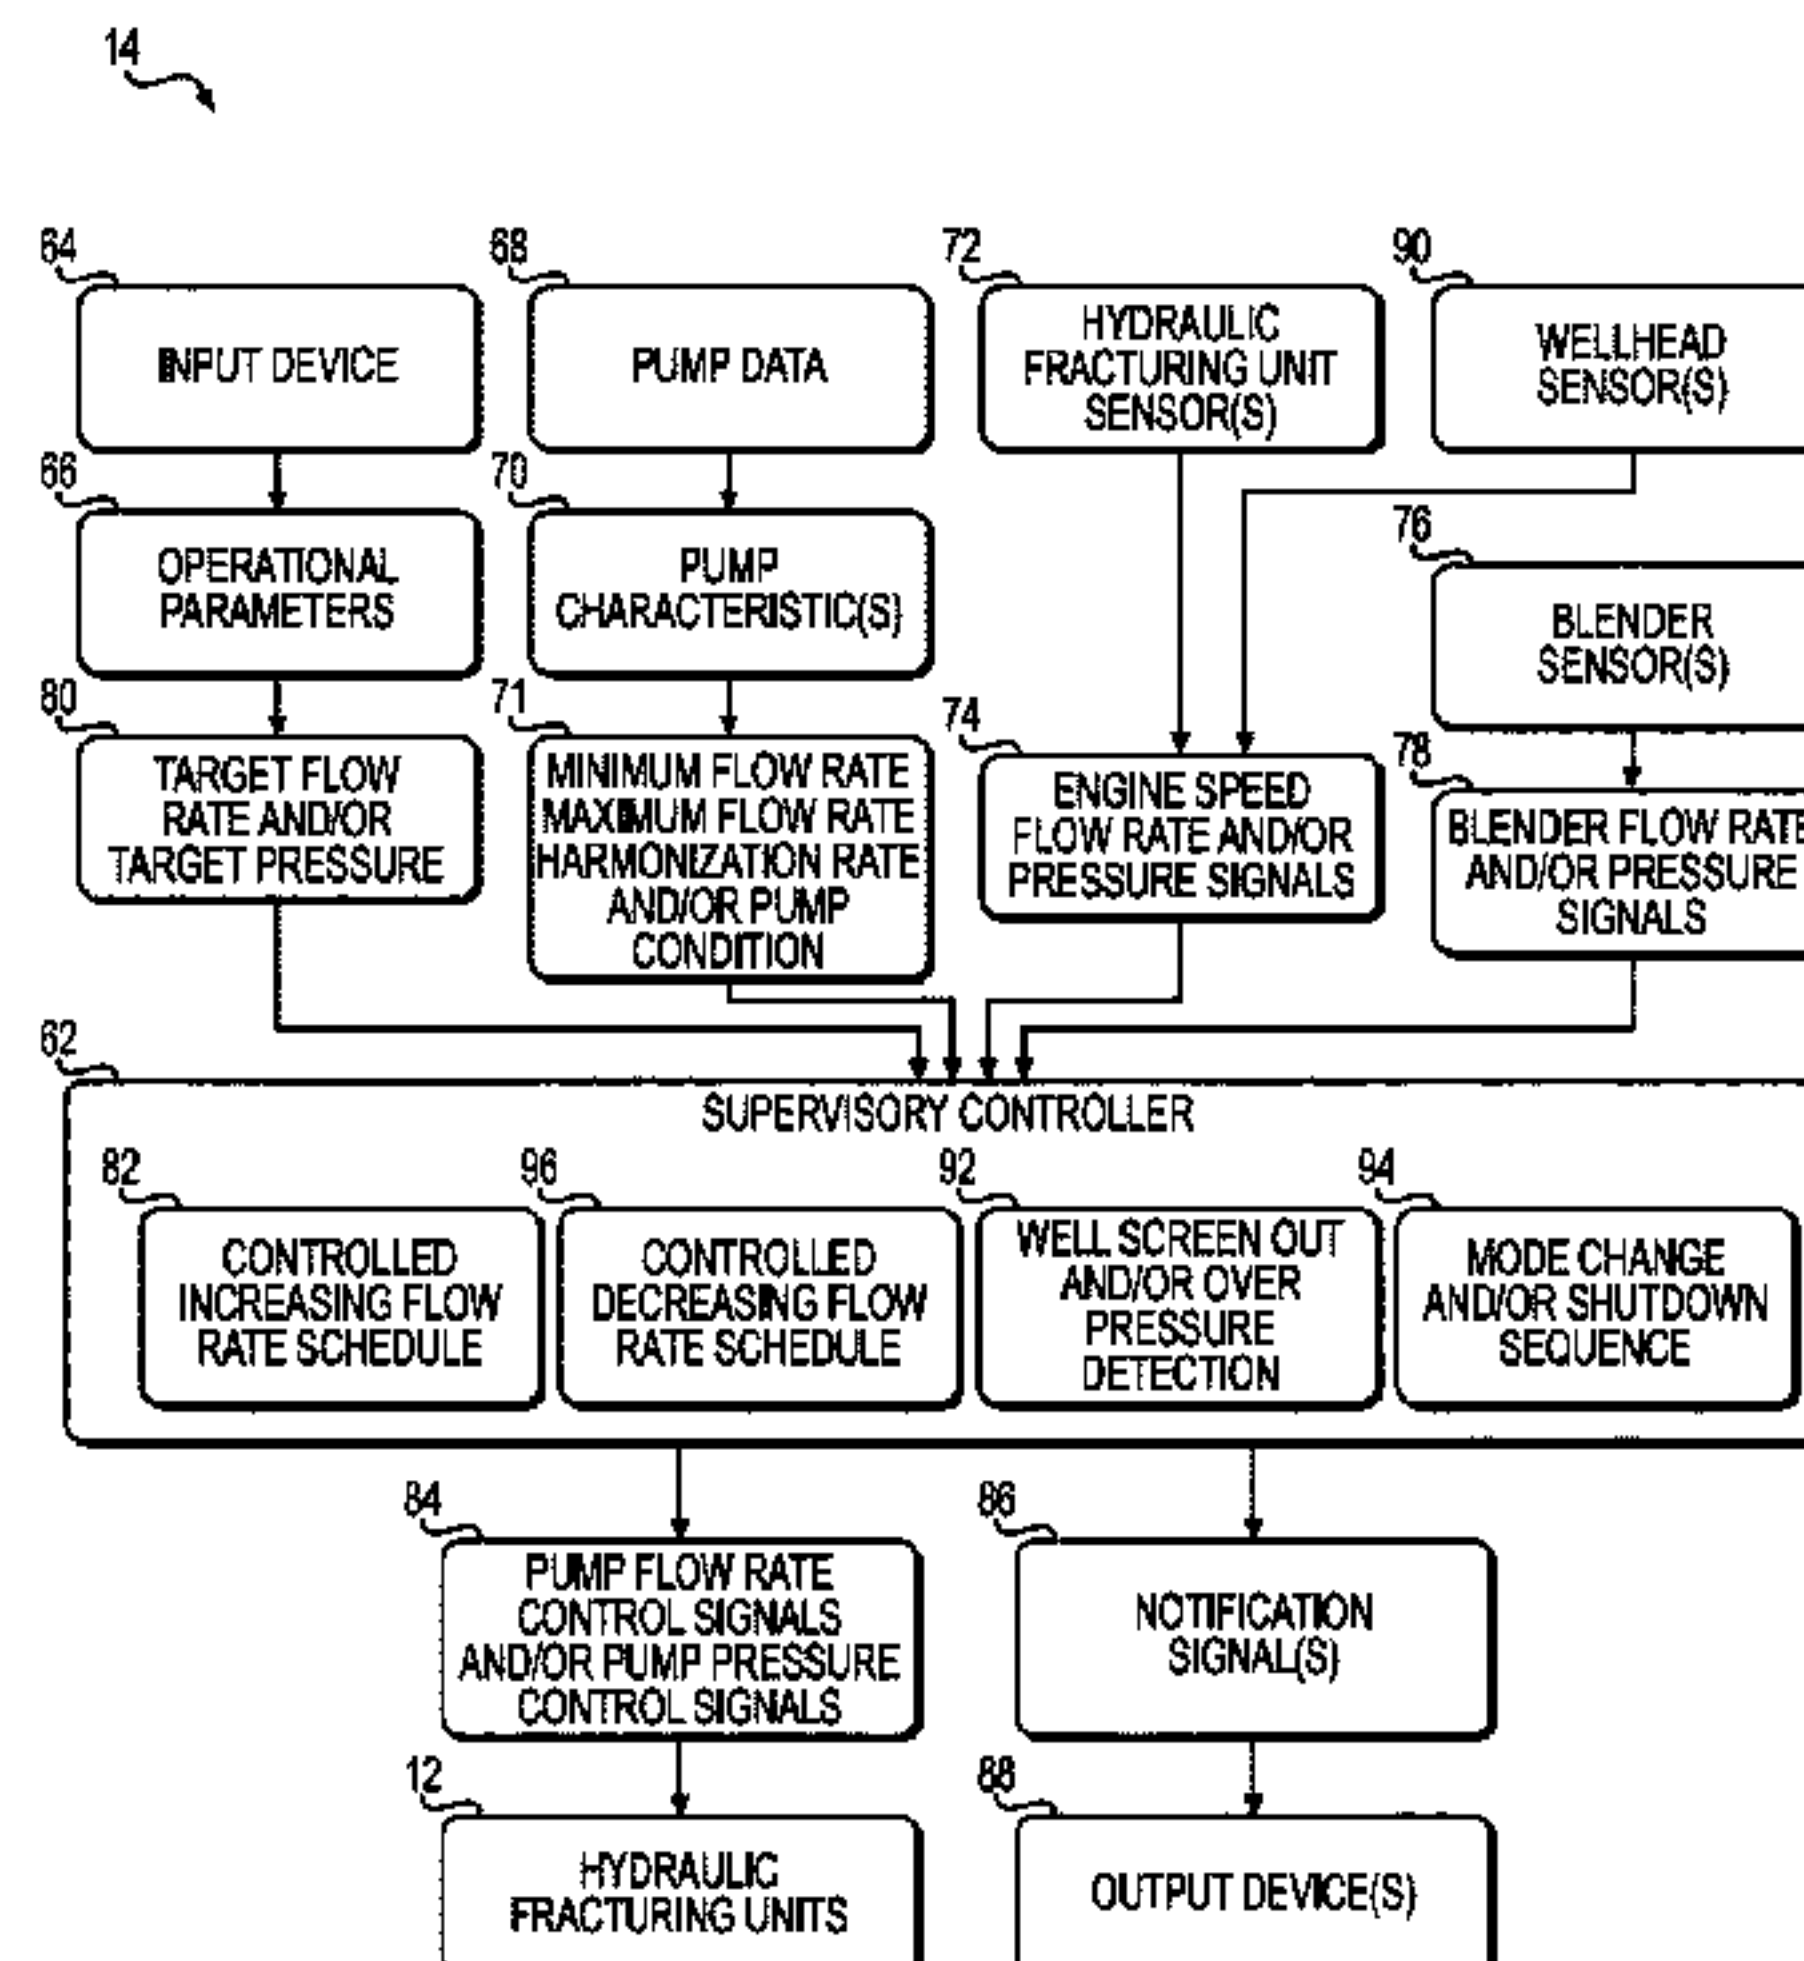 14
64
INPUT DEVICE
68
PUMP DATA
72
HYDRAULIC
FRACTURING UNIT
SENSOR(S)
90
WELLHEAD
SENSOR(S)
66
OPERATIONAL
PARAMETERS
70
PUMP
CHARACTERISTIC(S)
76
BLENDER
SENSOR(S)
80
TARGET FLOW
RATE AND/OR
TARGET PRESSURE
71
MINIMUM FLOW RATE
MAXIMUM FLOW RATE
HARMONIZATION RATE
AND/OR PUMP
CONDITION
74
ENGINE SPEED
FLOW RATE AND/OR
PRESSURE SIGNALS
78
BLENDER FLOW RATE
AND/OR PRESSURE
SIGNALS
62
SUPERVISORY CONTROLLER
82
CONTROLLED
INCREASING FLOW
RATE SCHEDULE
96
CONTROLLED
DECREASING FLOW
RATE SCHEDULE
92
WELL SCREEN OUT
AND/OR OVER
PRESSURE
DETECTION
94
MODE CHANGE
AND/OR SHUTDOWN
SEQUENCE
84
PUMP FLOW RATE
CONTROL SIGNALS
AND/OR PUMP PRESSURE
CONTROL SIGNALS
86
NOTIFICATION
SIGNAL(S)
12
HYDRAULIC
FRACTURING UNITS
88
OUTPUT DEVICE(S)